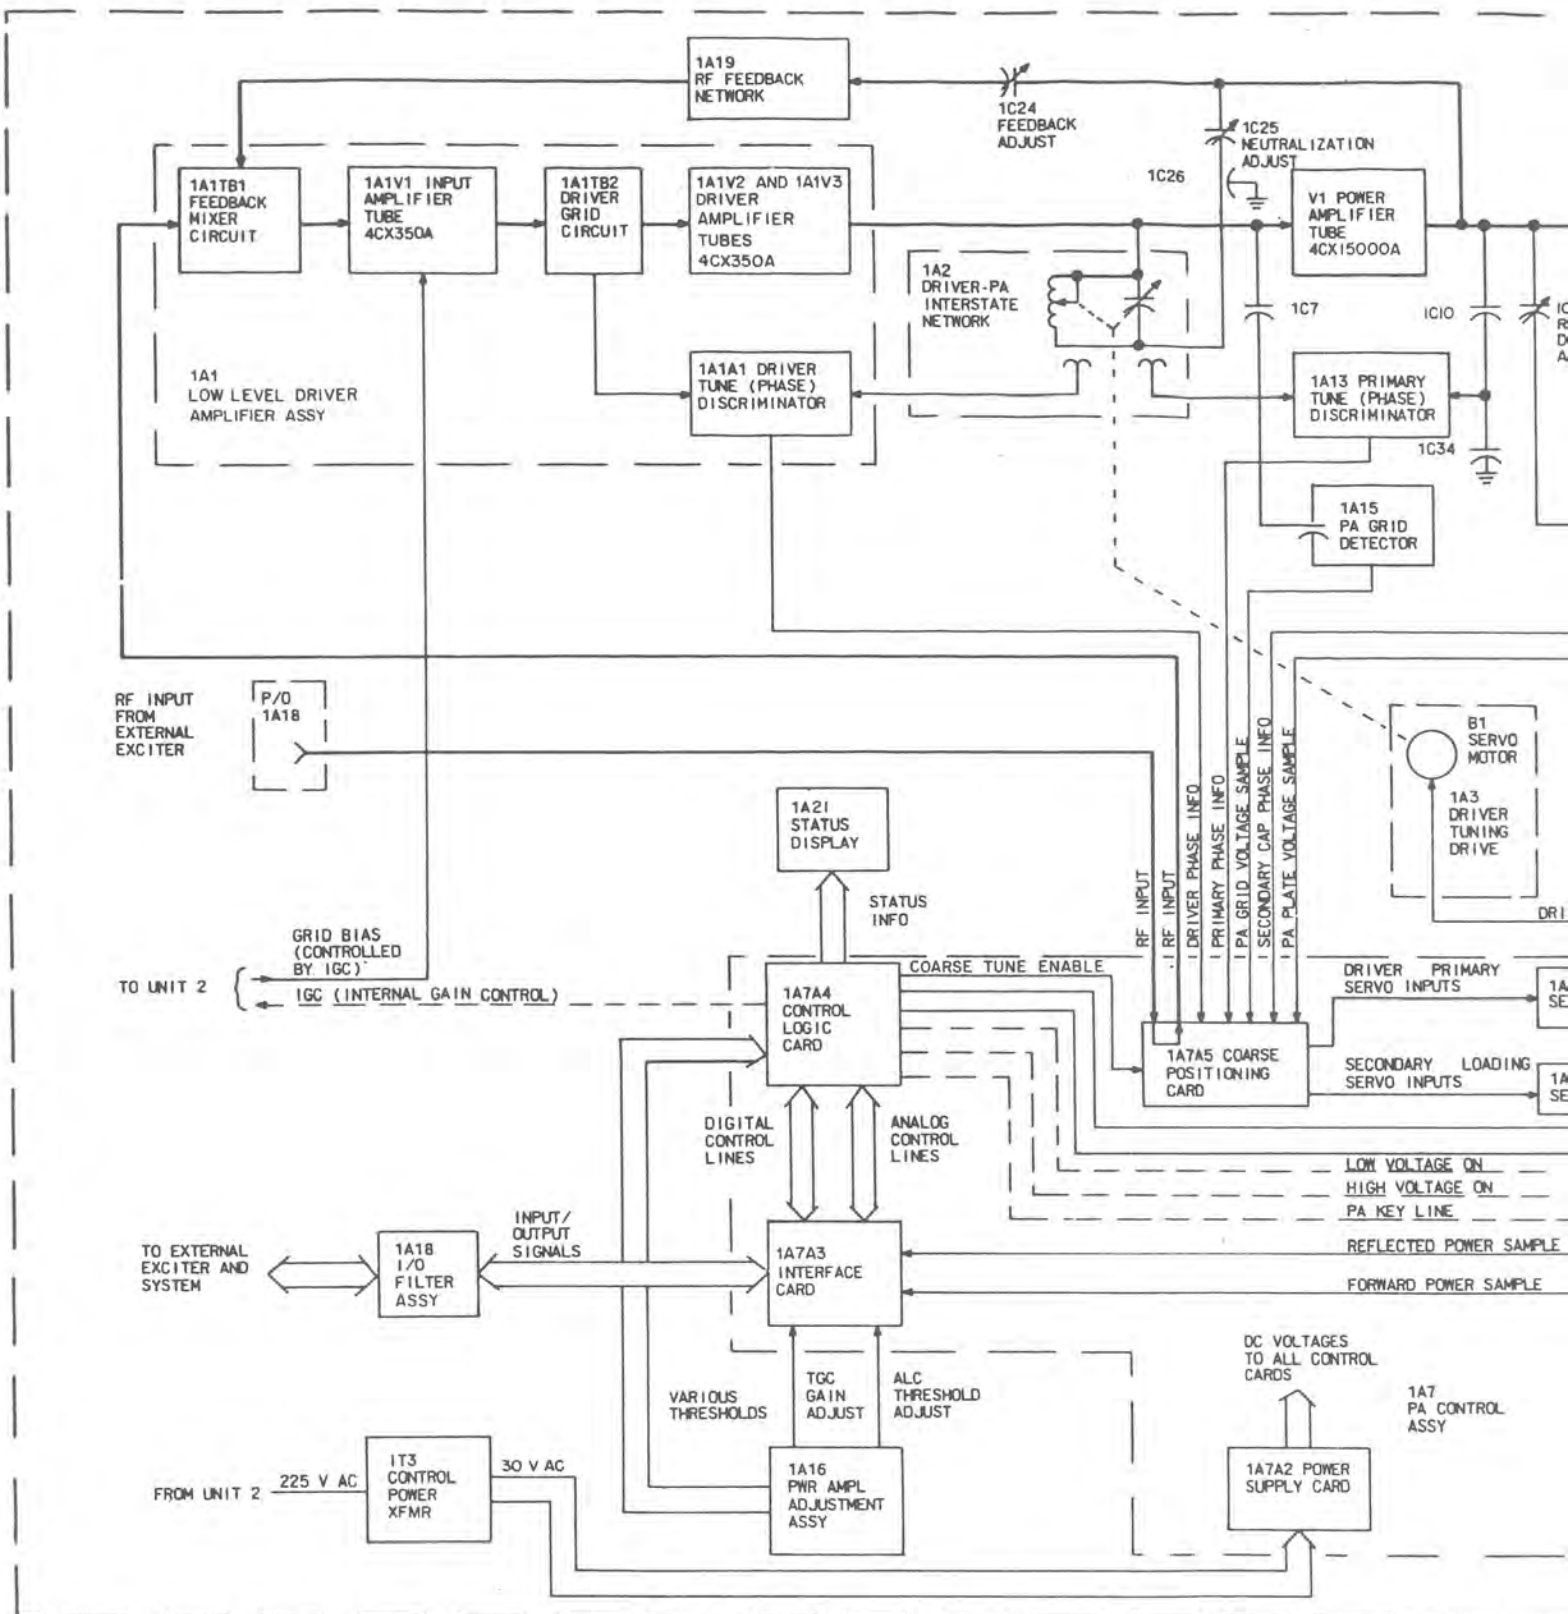 1A19
RF FEEDBACK
NETWORK
1C24
FEEDBACK
ADJUST
1C25
NEUTRALIZATION
ADJUST
1C26
1A1TB1
FEEDBACK
MIXER
CIRCUIT
1A1V1 INPUT
AMPLIFIER
TUBE
4CX350A
1A1TB2
DRIVER
GRID
CIRCUIT
1A1V2 AND 1A1V3
DRIVER
AMPLIFIER
TUBES
4CX350A
V1 POWER
AMPLIFIER
TUBE
4CX15000A
1A2
DRIVER-PA
INTERSTATE
NETWORK
1C7
1C10
1A1
LOW LEVEL DRIVER
AMPLIFIER ASSY
1A1A1 DRIVER
TUNE (PHASE)
DISCRIMINATOR
1A13 PRIMARY
TUNE (PHASE)
DISCRIMINATOR
1C34
1A15
PA GRID
DETECTOR
RF INPUT
FROM
EXTERNAL
EXCITER
P/O
1A18
B1
SERVO
MOTOR
1A3
DRIVER
TUNING
DRIVE
RF INPUT
RF INPUT
DRIVER PHASE INFO
PRIMARY PHASE INFO
PA GRID VOLTAGE SAMPLE
SECONDARY CAP PHASE INFO
PA PLATE VOLTAGE SAMPLE
1A21
STATUS
DISPLAY
STATUS
INFO
DRI
GRID BIAS
(CONTROLLED
BY IGC)
TO UNIT 2
IGC (INTERNAL GAIN CONTROL)
1A7A4
CONTROL
LOGIC
CARD
COARSE TUNE ENABLE
DRIVER PRIMARY
SERVO INPUTS
1A
SE
1A7A5 COARSE
POSITIONING
CARD
SECONDARY LOADING
SERVO INPUTS
1A
SE
DIGITAL
CONTROL
LINES
ANALOG
CONTROL
LINES
LOW VOLTAGE ON
HIGH VOLTAGE ON
PA KEY LINE
TO EXTERNAL
EXCITER AND
SYSTEM
1A18
I/O
FILTER
ASSY
INPUT/
OUTPUT
SIGNALS
1A7A3
INTERFACE
CARD
REFLECTED POWER SAMPLE
FORWARD POWER SAMPLE
DC VOLTAGES
TO ALL CONTROL
CARDS
VARIOUS
THRESHOLDS
TGC
GAIN
ADJUST
ALC
THRESHOLD
ADJUST
1A7
PA CONTROL
ASSY
FROM UNIT 2
225 V AC
1T3
CONTROL
POWER
XFMR
30 V AC
1A16
PWR AMPL
ADJUSTMENT
ASSY
1A7A2 POWER
SUPPLY CARD